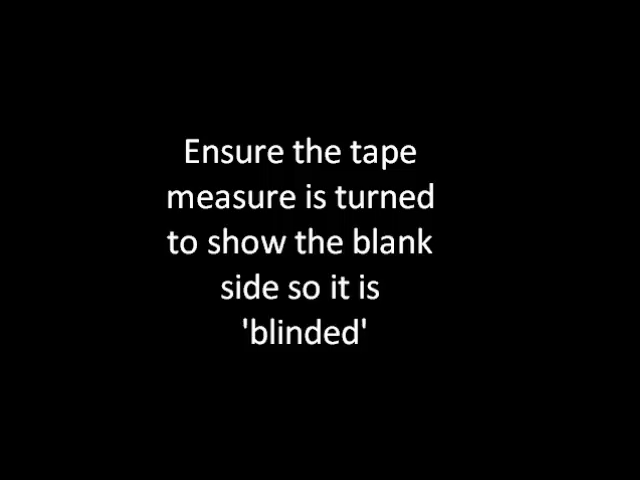 Ensure the tape
measure is turned
to show the blank
side so it is
'blinded'